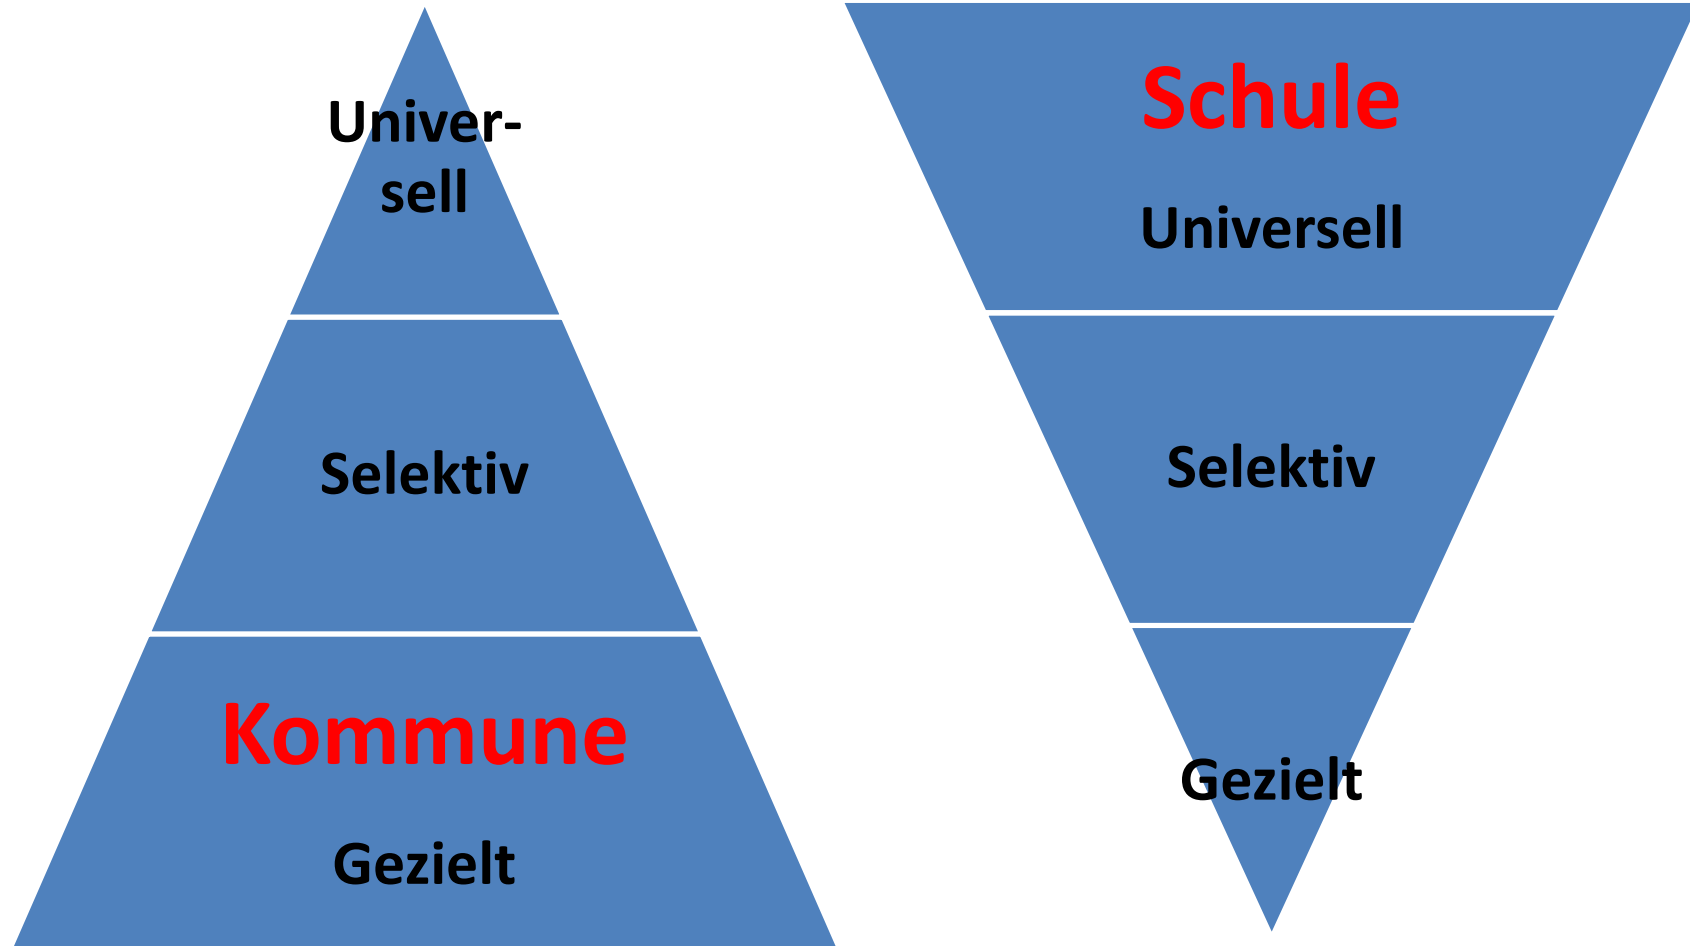 Univer-
sell
Selektiv
Kommune
Gezielt
Schule
Universell
Selektiv
Gezielt